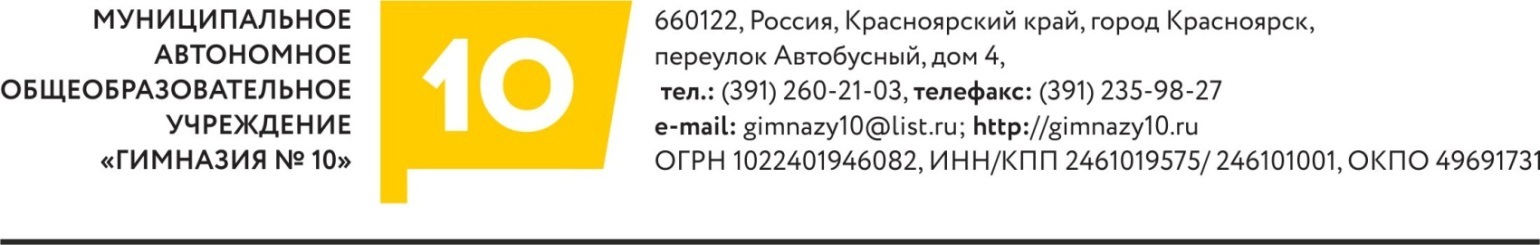 МУНИЦИПАЛЬНОЕ
АВТОНОМНОЕ
ОБЩЕОБРАЗОВАТЕЛЬНОЕ
УЧРЕЖДЕНИЕ
«ГИМНАЗИЯ № 10»
10
660122, Россия, Красноярский край, город Красноярск,
переулок Автобусный, дом 4,
тел.: (391) 260-21-03, телефакс: (391) 235-98-27
e-mail: gimnazy10@list.ru; http://gimnazy10.ru
ОГРН 1022401946082, ИНН/КПП 2461019575/ 246101001, ОКПО 49691731